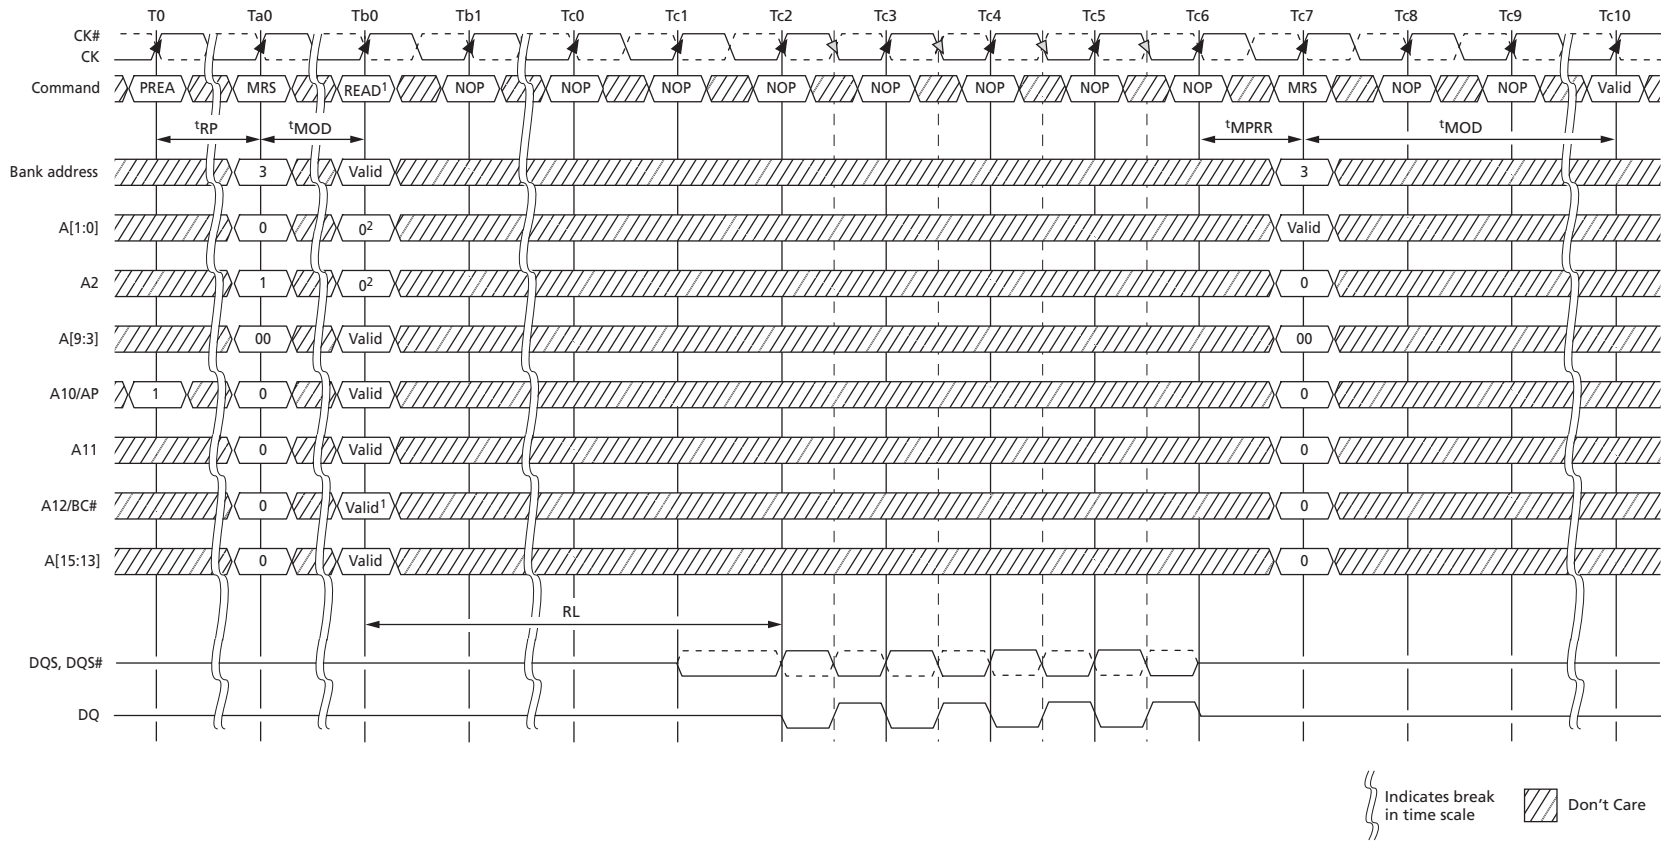 T0 Ta0 Tb0 Tb1 Tc0 Tc1 Tc2 Tc3 Tc4 Tc5 Tc6 Tc7 Tc8 Tc9 Tc10
CK#
CK
Command PREA MRS READ1 NOP NOP NOP NOP NOP NOP NOP NOP MRS NOP NOP Valid
tRP tMOD tMPRR tMOD
Bank address 3 Valid 3
A[1:0] 0 02 Valid
A2 1 02 0
A[9:3] 00 Valid 00
A10/AP 1 0 Valid 0
A11 0 Valid 0
A12/BC# 0 Valid1 0
A[15:13] 0 Valid 0
RL
DQS, DQS#
DQ
Indicates break
in time scale
Don't Care